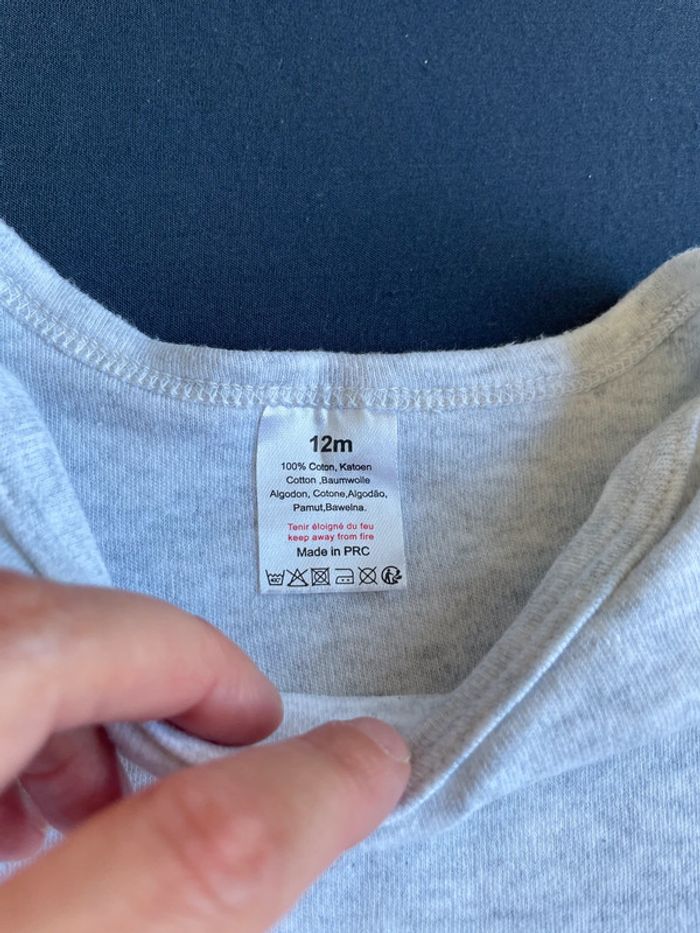 12m
100% Coton, Katoen
Cotton ,Baumwolle
Algodon, Cotone,Algodão,
Pamut,Bawelna.
Tenir éloigné du feu
keep away from fire
Made in PRC
40°